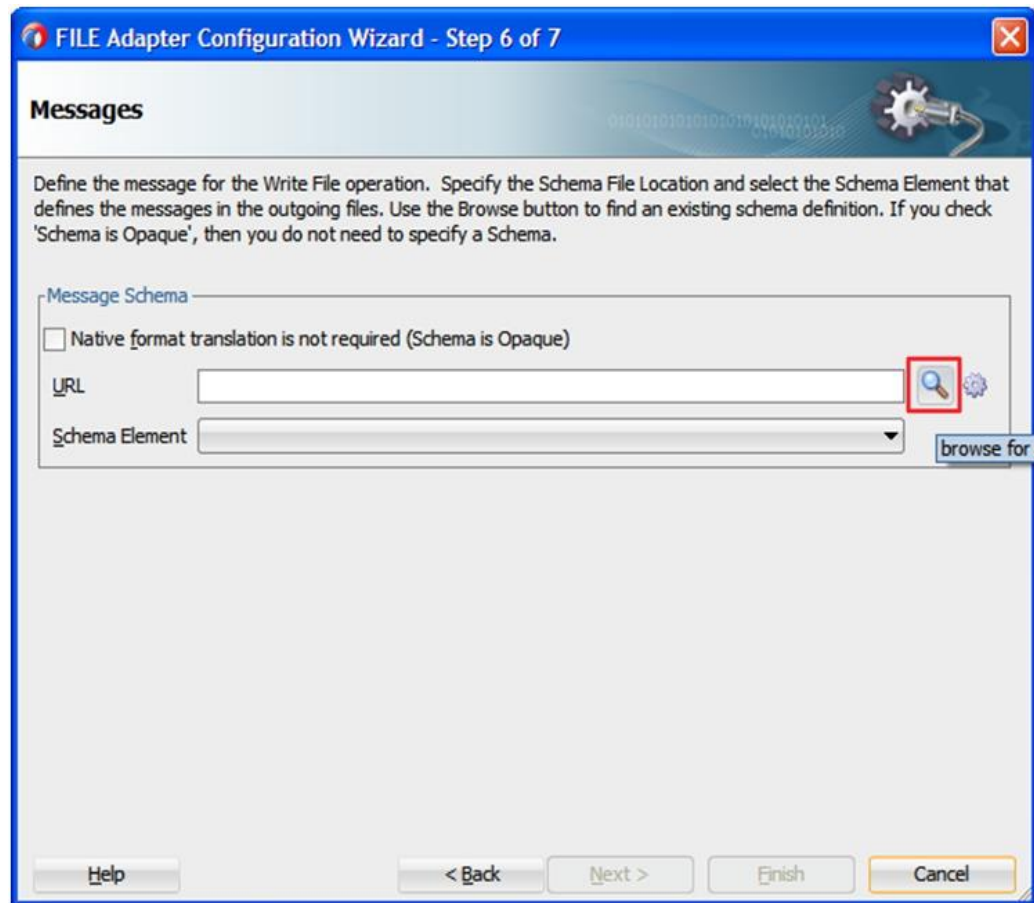 FILE Adapter Configuration Wizard - Step 6 of 7
Messages
Define the message for the Write File operation. Specify the Schema File Location and select the Schema Element that
defines the messages in the outgoing files. Use the Browse button to find an existing schema definition. If you check
'Schema is Opaque', then you do not need to specify a Schema.
Message Schema
Native format translation is not required (Schema is Opaque)
URL
Schema Element
browse for
Help
< Back
Next >
Finish
Cancel